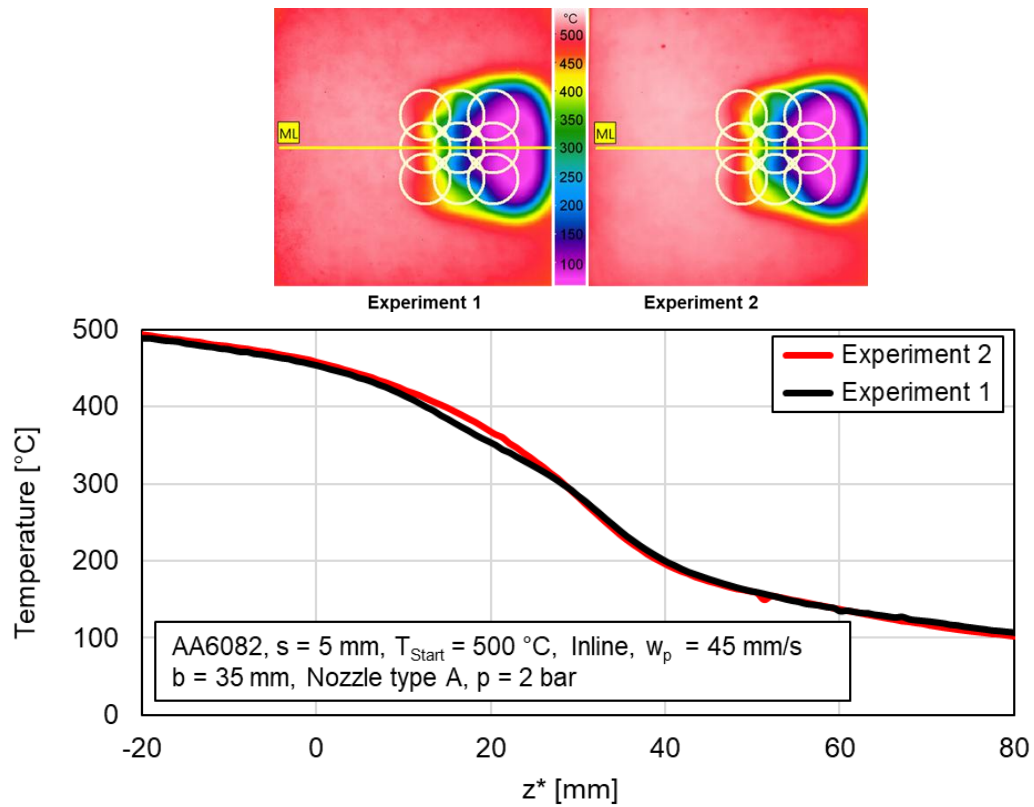 °C
500
450
400
350
300
250
200
150
100
ML
ML
Experiment 1
Experiment 2
500
400
300
200
100
0
Temperature [°C]
Experiment 2
Experiment 1
AA6082, s = 5 mm, T_Start = 500 °C, Inline, w_p = 45 mm/s
b = 35 mm, Nozzle type A, p = 2 bar
-20 0 20 40 60 80
z* [mm]